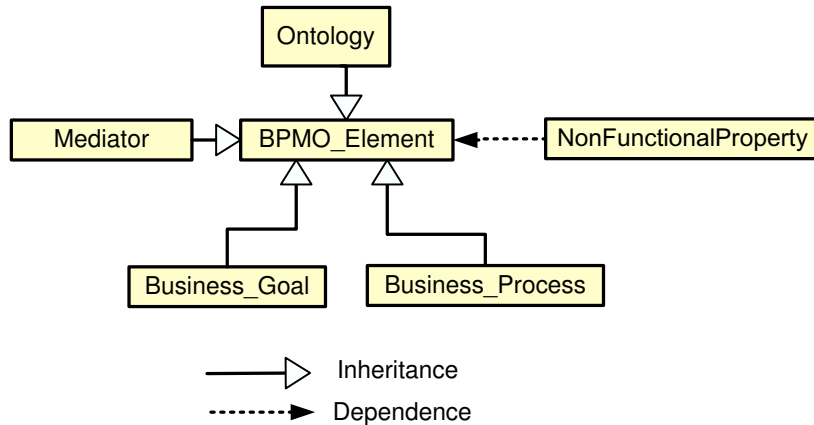 Ontology
Mediator
BPMO_Element
NonFunctionalProperty
Business_Goal
Business_Process
Inheritance
Dependence